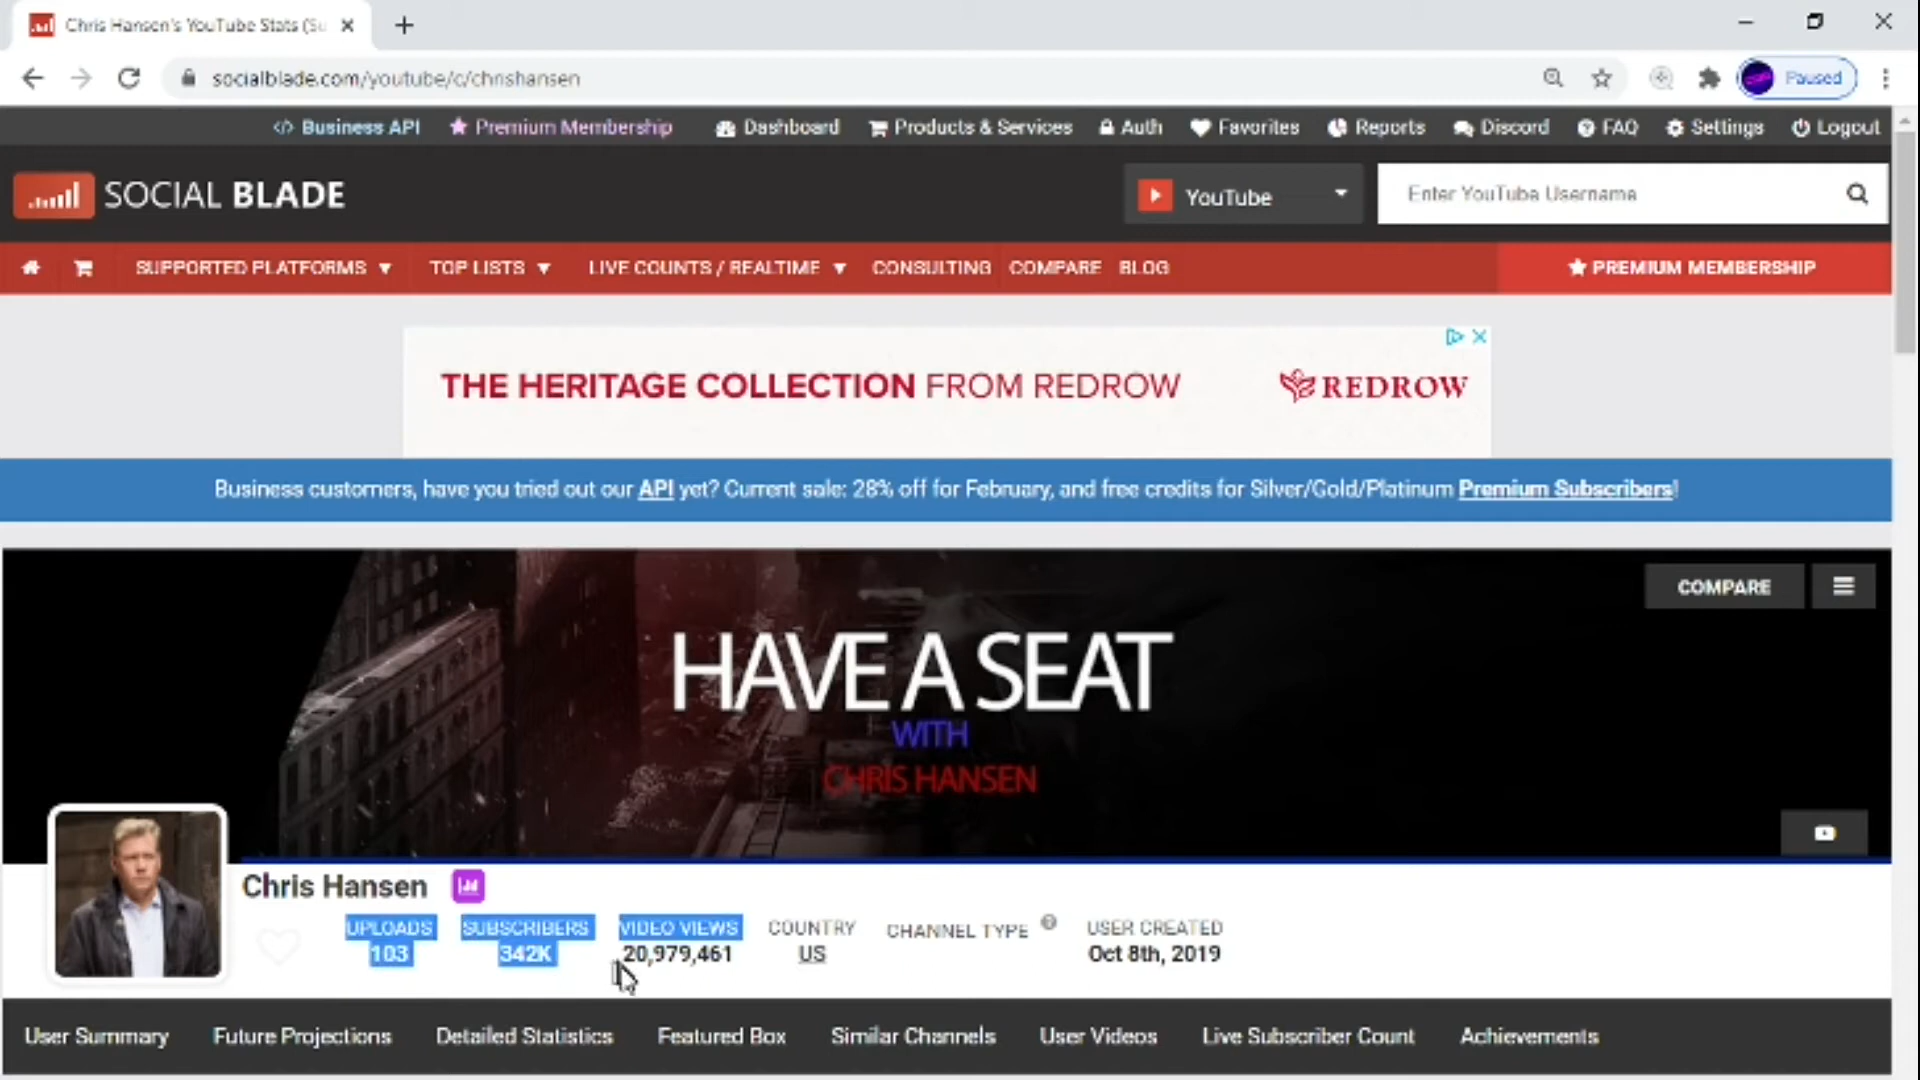 Chris Hansen's YouTube Stats (Su
socialblade.com/youtube/c/chrishansen
Paused
</> Business API Premium Membership Dashboard Products & Services Auth Favorites Reports Discord FAQ Settings Logout
SOCIAL BLADE
YouTube
Enter YouTube Username
SUPPORTED PLATFORMS TOP LISTS LIVE COUNTS / REALTIME CONSULTING COMPARE BLOG PREMIUM MEMBERSHIP
THE HERITAGE COLLECTION FROM REDROW
REDROW
Business customers, have you tried out our API yet? Current sale: 28% off for February, and free credits for Silver/Gold/Platinum Premium Subscribers!
COMPARE
HAVE A SEAT
WITH
CHRIS HANSEN
Chris Hansen
UPLOADS SUBSCRIBERS VIDEO VIEWS COUNTRY CHANNEL TYPE USER CREATED
103 342K 20,979,461 US Oct 8th, 2019
User Summary Future Projections Detailed Statistics Featured Box Similar Channels User Videos Live Subscriber Count Achievements